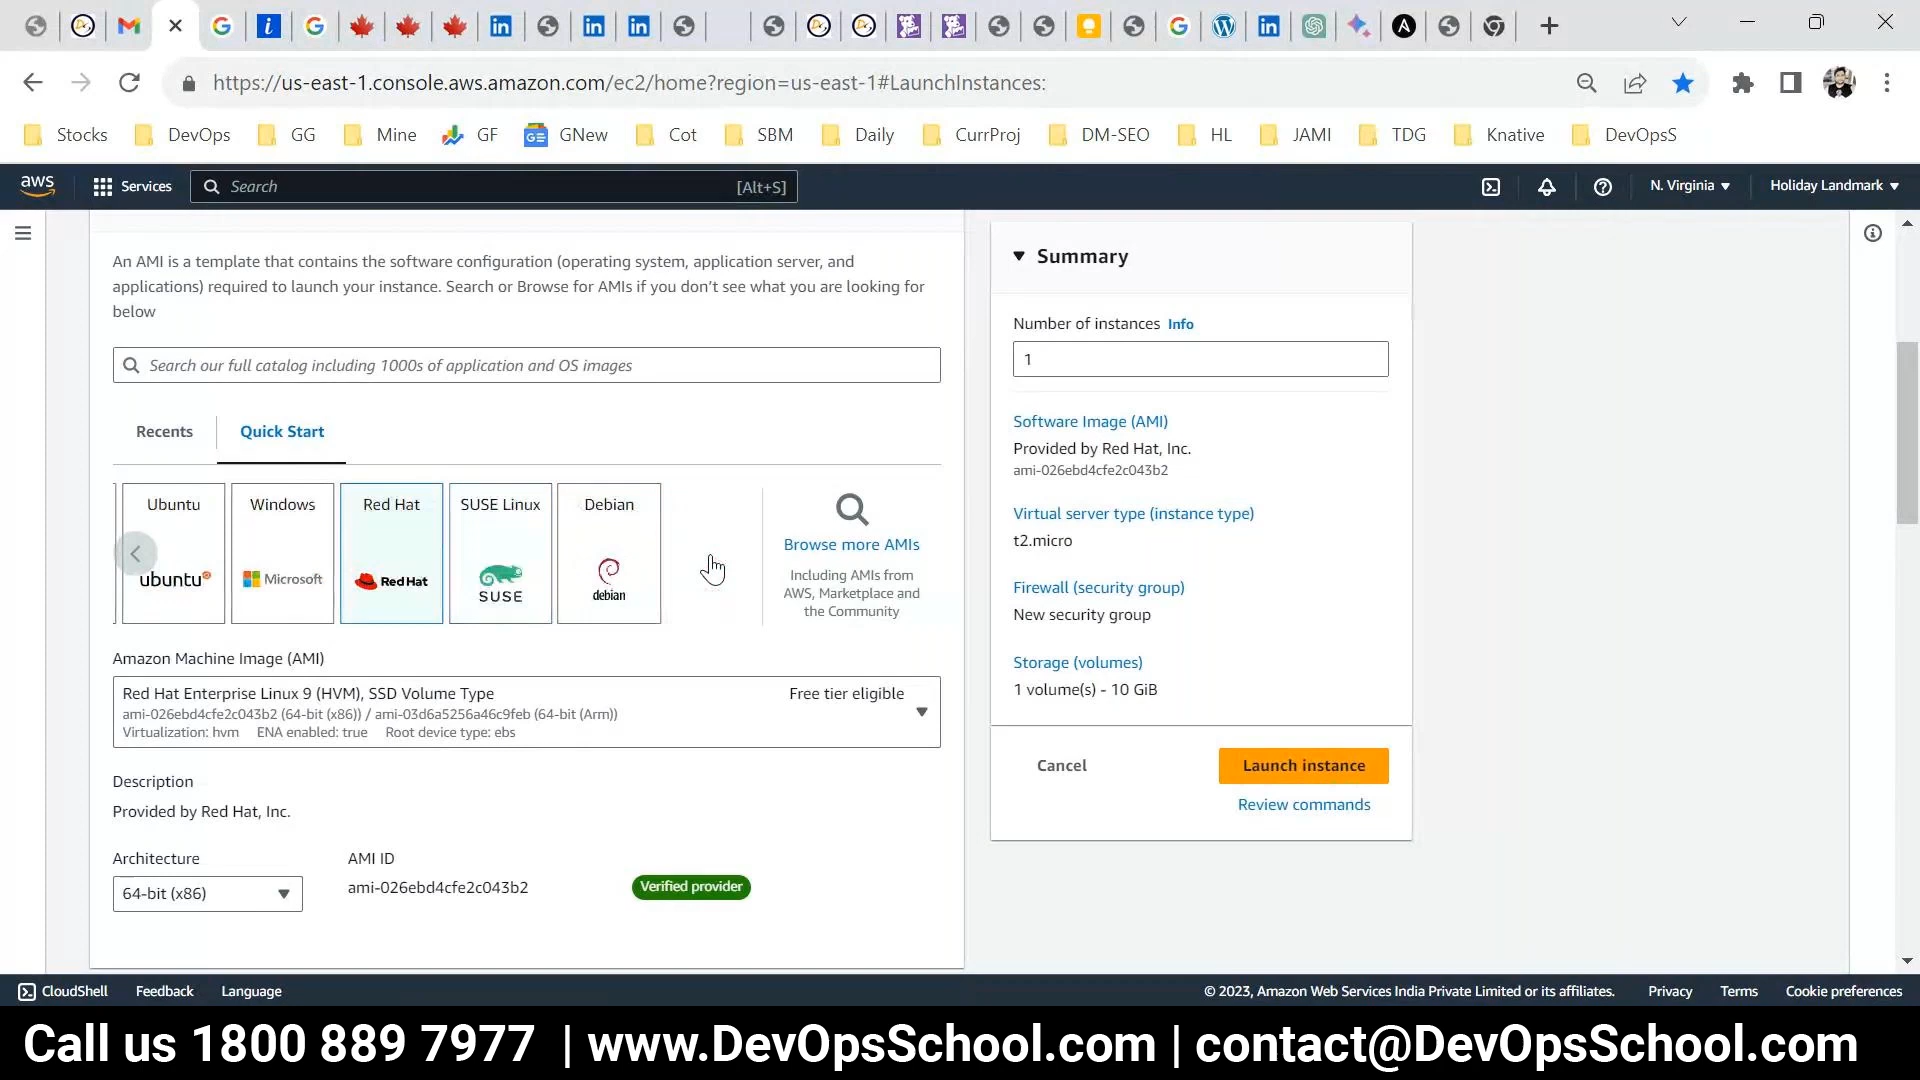 https://us-east-1.console.aws.amazon.com/ec2/home?region=us-east-1#LaunchInstances:
Stocks DevOps GG Mine GF GNew Cot SBM Daily CurrProj DM-SEO HL JAMI TDG Knative DevOpsS
aws Services Search [Alt+S] N. Virginia Holiday Landmark
An AMI is a template that contains the software configuration (operating system, application server, and
applications) required to launch your instance. Search or Browse for AMIs if you don't see what you are looking for
below
Search our full catalog including 1000s of application and OS images
Recents Quick Start
Ubuntu Windows Red Hat SUSE Linux Debian
ubuntu Microsoft Red Hat SUSE debian
Browse more AMIs
Including AMIs from
AWS, Marketplace and
the Community
Amazon Machine Image (AMI)
Red Hat Enterprise Linux 9 (HVM), SSD Volume Type Free tier eligible
ami-026ebd4cfe2c043b2 (64-bit (x86)) / ami-03d6a5256a46c9feb (64-bit (Arm))
Virtualization: hvm ENA enabled: true Root device type: ebs
Description
Provided by Red Hat, Inc.
Architecture AMI ID
64-bit (x86) ami-026ebd4cfe2c043b2 Verified provider
Summary
Number of instances Info
1
Software Image (AMI)
Provided by Red Hat, Inc.
ami-026ebd4cfe2c043b2
Virtual server type (instance type)
t2.micro
Firewall (security group)
New security group
Storage (volumes)
1 volume(s) - 10 GiB
Cancel Launch instance
Review commands
CloudShell Feedback Language © 2023, Amazon Web Services India Private Limited or its affiliates. Privacy Terms Cookie preferences
Call us 1800 889 7977 | www.DevOpsSchool.com | contact@DevOpsSchool.com